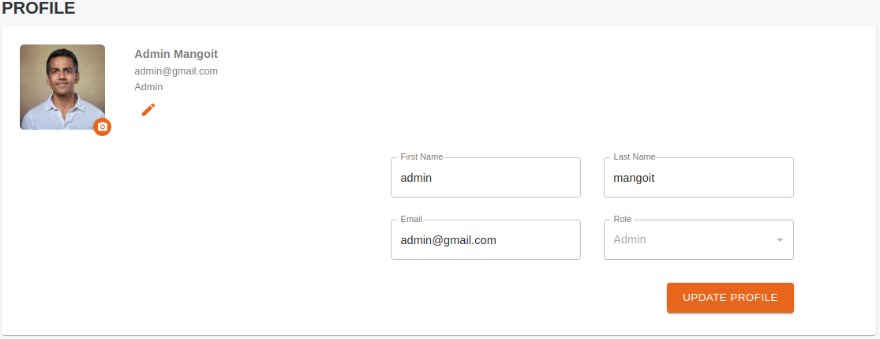 PROFILE
Admin Mangoit
admin@gmail.com
Admin
First Name
admin
Last Name
mangoit
Email
admin@gmail.com
Role
Admin
UPDATE PROFILE